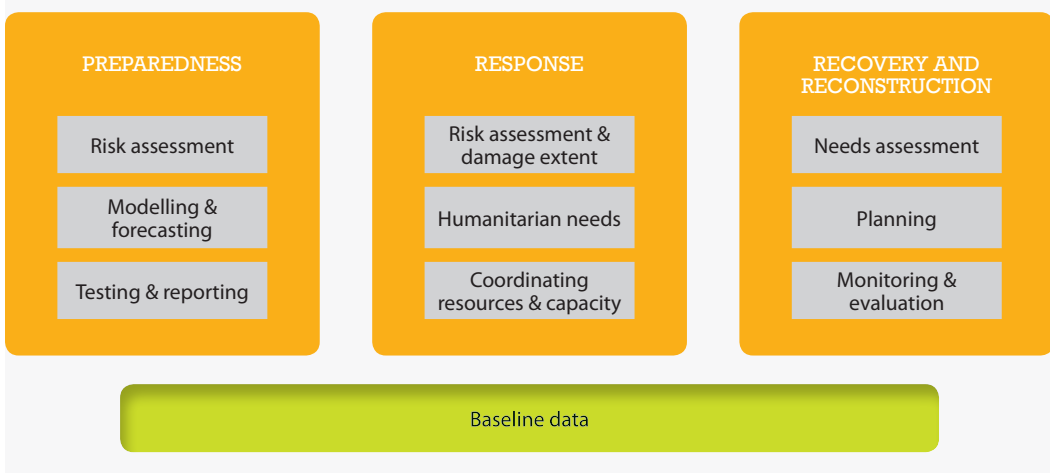 PREPAREDNESS
Risk assessment
Modelling &
forecasting
Testing & reporting
RESPONSE
Risk assessment &
damage extent
Humanitarian needs
Coordinating
resources & capacity
RECOVERY AND
RECONSTRUCTION
Needs assessment
Planning
Monitoring &
evaluation
Baseline data